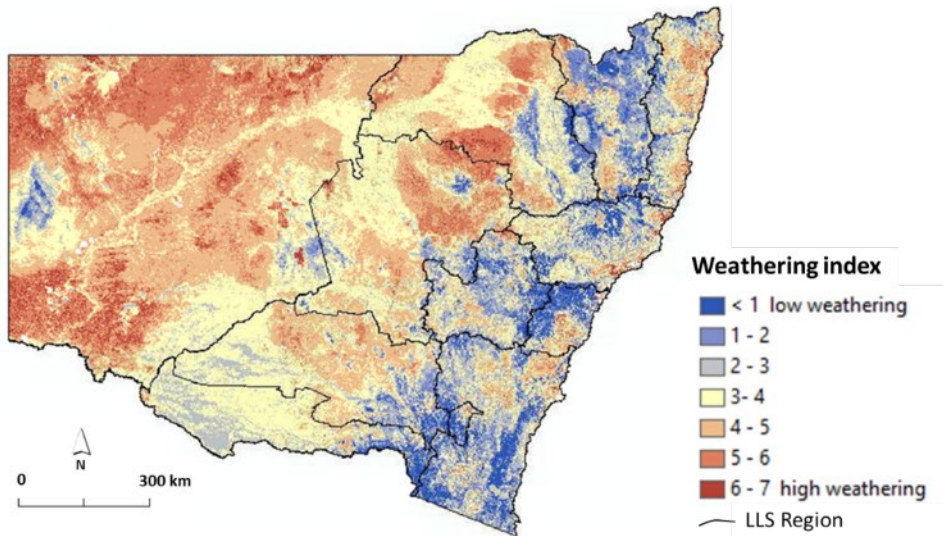 N
0 300 km
Weathering index
< 1 low weathering
1 - 2
2 - 3
3- 4
4 - 5
5 - 6
6 - 7 high weathering
LLS Region